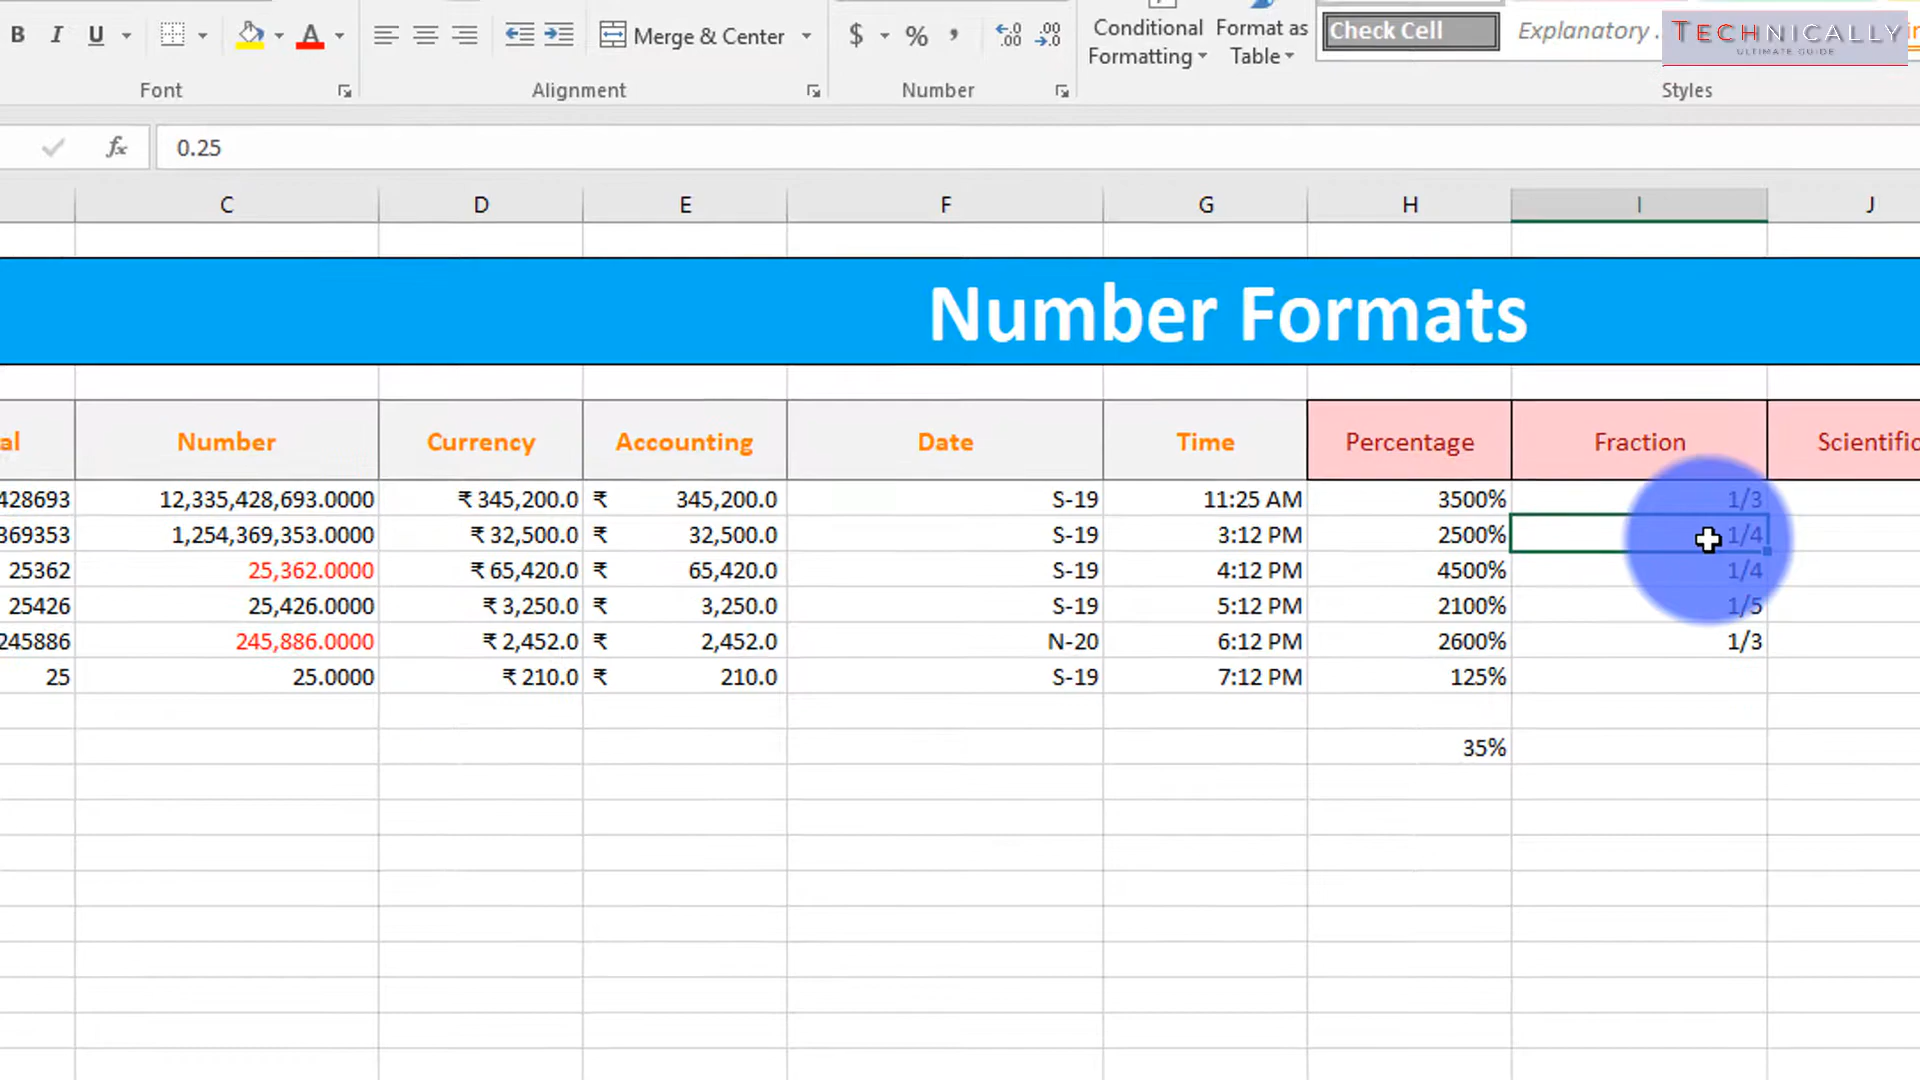 B I U A Merge & Center $ % , .00 .00 Conditional Formatting Format as Table Check Cell Explanatory ... TECHNICALLY
ULTIMATE GUIDE
Font Alignment Number Styles
fx 0.25
C D E F G H I J
Number Formats
al Number Currency Accounting Date Time Percentage Fraction Scientific
428693 12,335,428,693.0000 ₹ 345,200.0 ₹ 345,200.0 S-19 11:25 AM 3500% 1/3
369353 1,254,369,353.0000 ₹ 32,500.0 ₹ 32,500.0 S-19 3:12 PM 2500% 1/4
25362 25,362.0000 ₹ 65,420.0 ₹ 65,420.0 S-19 4:12 PM 4500% 1/4
25426 25,426.0000 ₹ 3,250.0 ₹ 3,250.0 S-19 5:12 PM 2100% 1/5
245886 245,886.0000 ₹ 2,452.0 ₹ 2,452.0 N-20 6:12 PM 2600% 1/3
25 25.0000 ₹ 210.0 ₹ 210.0 S-19 7:12 PM 125%
35%